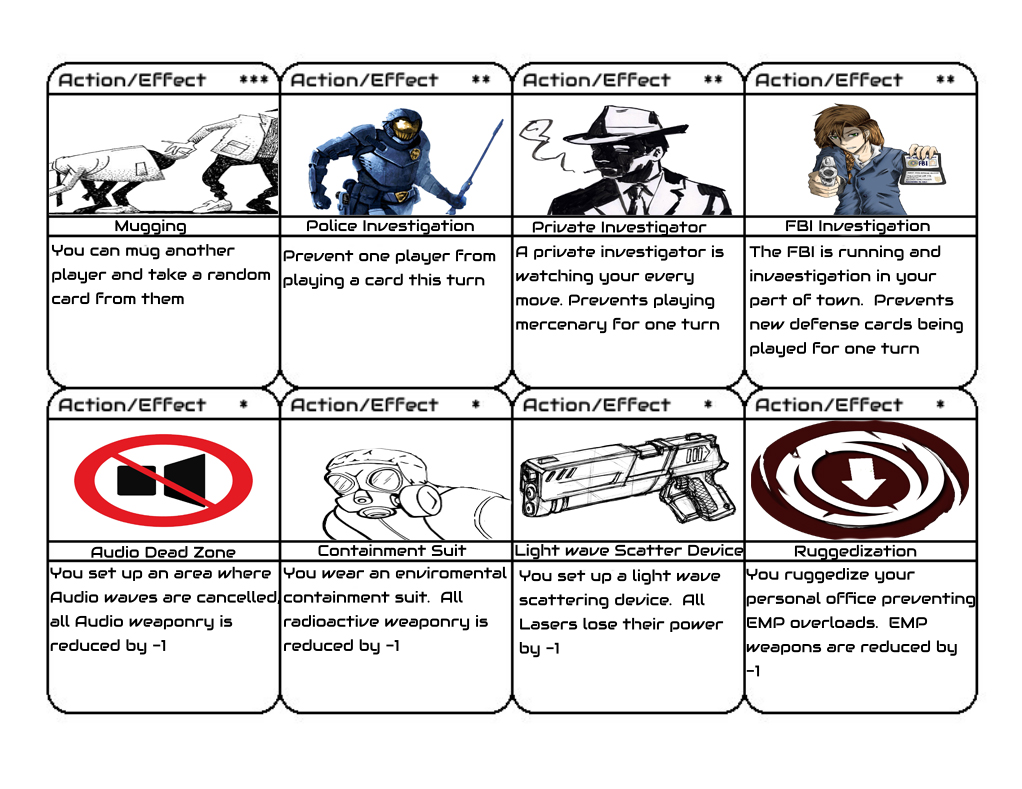 Action/Effect ***
Mugging
You can mug another
player and take a random
card from them
Action/Effect **
Police Investigation
Prevent one player from
playing a card this turn
Action/Effect **
Private Investigator
A private investigator is
watching your every
move. Prevents playing
mercenary for one turn
Action/Effect **
FBI
FBI Investigation
The FBI is running and
invaestigation in your
part of town.  Prevents
new defense cards being
played for one turn
Action/Effect *
Audio Dead Zone
You set up an area where
Audio waves are cancelled,
all Audio weaponry is
reduced by -1
Action/Effect *
Containment Suit
You wear an enviromental
containment suit.  All
radioactive weaponry is
reduced by -1
Action/Effect *
Light wave Scatter Device
You set up a light wave
scattering device.  All
Lasers lose their power
by -1
Action/Effect *
Ruggedization
You ruggedize your
personal office preventing
EMP overloads.  EMP
weapons are reduced by
-1